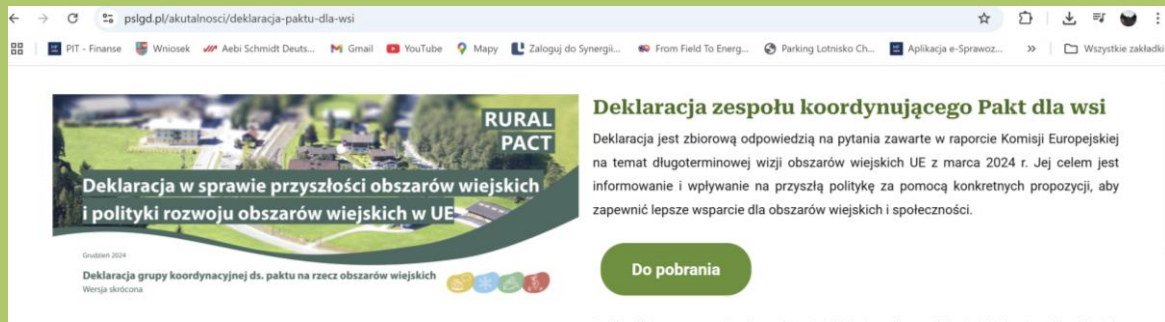 pslgd.pl/akutalnosci/deklaracja-paktu-dla-wsi
PIT - Finanse Wniosek Aebi Schmidt Deuts... Gmail YouTube Mapy Zaloguj do Synergii... From Field To Energ... Parking Lotnisko Ch... Aplikacja e-Sprawoz... » Wszystkie zakładki
RURAL
PACT
Deklaracja w sprawie przyszłości obszarów wiejskich
i polityki rozwoju obszarów wiejskich w UE
Grudzień 2024
Deklaracja grupy koordynacyjnej ds. paktu na rzecz obszarów wiejskich
Wersja skrócona
Deklaracja zespołu koordynującego Pakt dla wsi
Deklaracja jest zbiorową odpowiedzią na pytania zawarte w raporcie Komisji Europejskiej
na temat długoterminowej wizji obszarów wiejskich UE z marca 2024 r. Jej celem jest
informowanie i wpływanie na przyszłą politykę za pomocą konkretnych propozycji, aby
zapewnić lepsze wsparcie dla obszarów wiejskich i społeczności.
Do pobrania